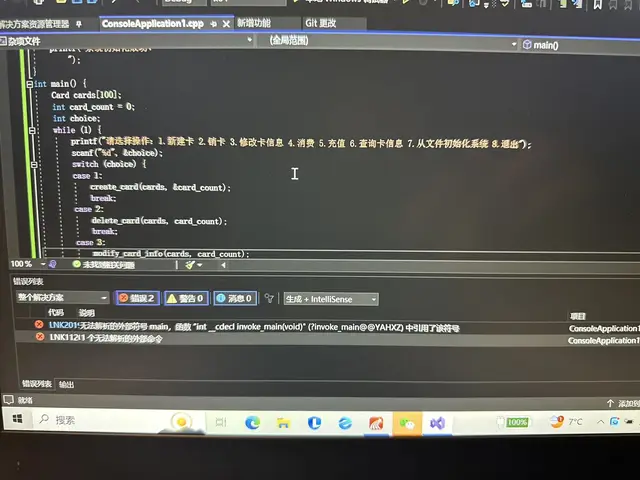 解决方案资源管理器
ConsoleApplication1.cpp
新增功能
Git 更改
杂项文件
(全局范围)
main()
");
}
int main() {
Card cards[100];
int card_count = 0;
int choice;
while (1) {
printf("请选择操作: 1.新建卡 2.销卡 3.修改卡信息 4.消费 5.充值 6.查询卡信息 7.从文件初始化系统 8.退出");
scanf("%d", &choice);
switch (choice) {
case 1:
create_card(cards, &card_count);
break;
case 2:
delete_card(cards, card_count);
break;
case 3:
modify_card_info(cards, card_count);
100 %
未找到相关问题
错误列表
整个解决方案
错误 2
警告 0
消息 0
生成 + IntelliSense
代码 说明
项目
LNK2019 无法解析的外部符号 main，函数 "int __cdecl invoke_main(void)" (?invoke_main@@YAHXZ) 中引用了该符号
ConsoleApplication1
LNK1120 1 个无法解析的外部命令
ConsoleApplication1
错误列表 输出
就绪
添加到
搜索
100%
7°C